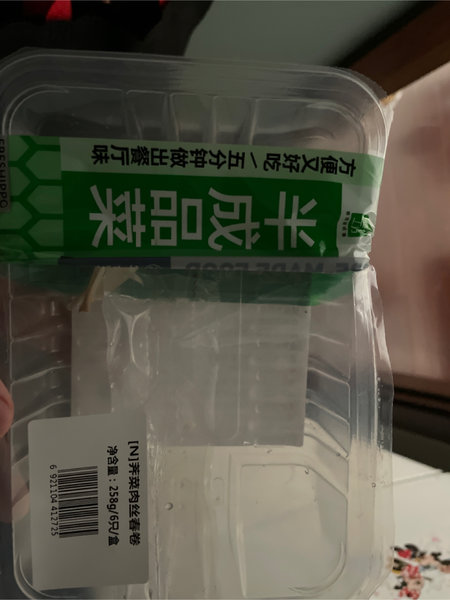 方便又好吃/五分钟做出餐厅味
半成品菜
FRESHIPPO
[N]荠菜肉丝春卷
净含量：258g/6只/盒
6 921104 412725